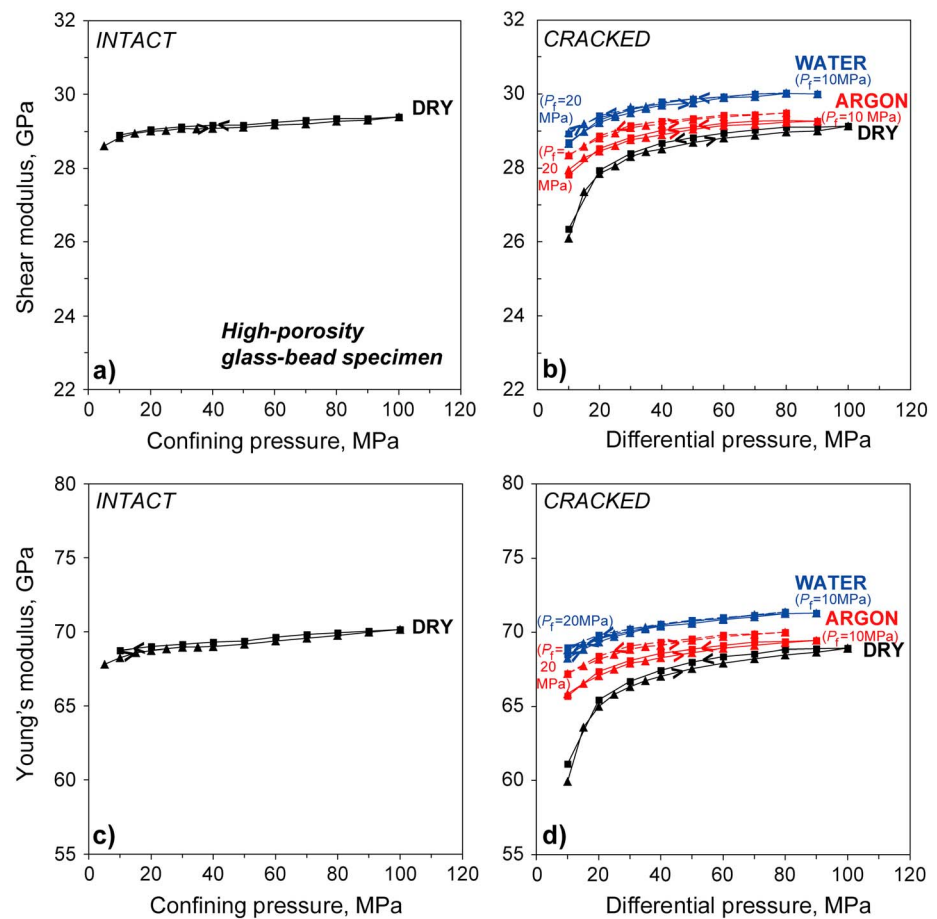 INTACT
DRY
High-porosity
glass-bead specimen
a)
Shear modulus, GPa
32
30
28
26
24
22
0 20 40 60 80 100 120
Confining pressure, MPa
CRACKED
WATER
(Pf=10MPa)
(Pf=20
MPa)
ARGON
(Pf=10 MPa)
DRY
(Pf=
20
MPa)
b)
32
30
28
26
24
22
0 20 40 60 80 100 120
Differential pressure, MPa
INTACT
DRY
c)
Young's modulus, GPa
80
75
70
65
60
55
0 20 40 60 80 100 120
Confining pressure, MPa
CRACKED
WATER
(Pf=10MPa)
(Pf=20MPa)
ARGON
(Pf=10MPa)
DRY
(Pf=
20
MPa)
d)
80
75
70
65
60
55
0 20 40 60 80 100 120
Differential pressure, MPa